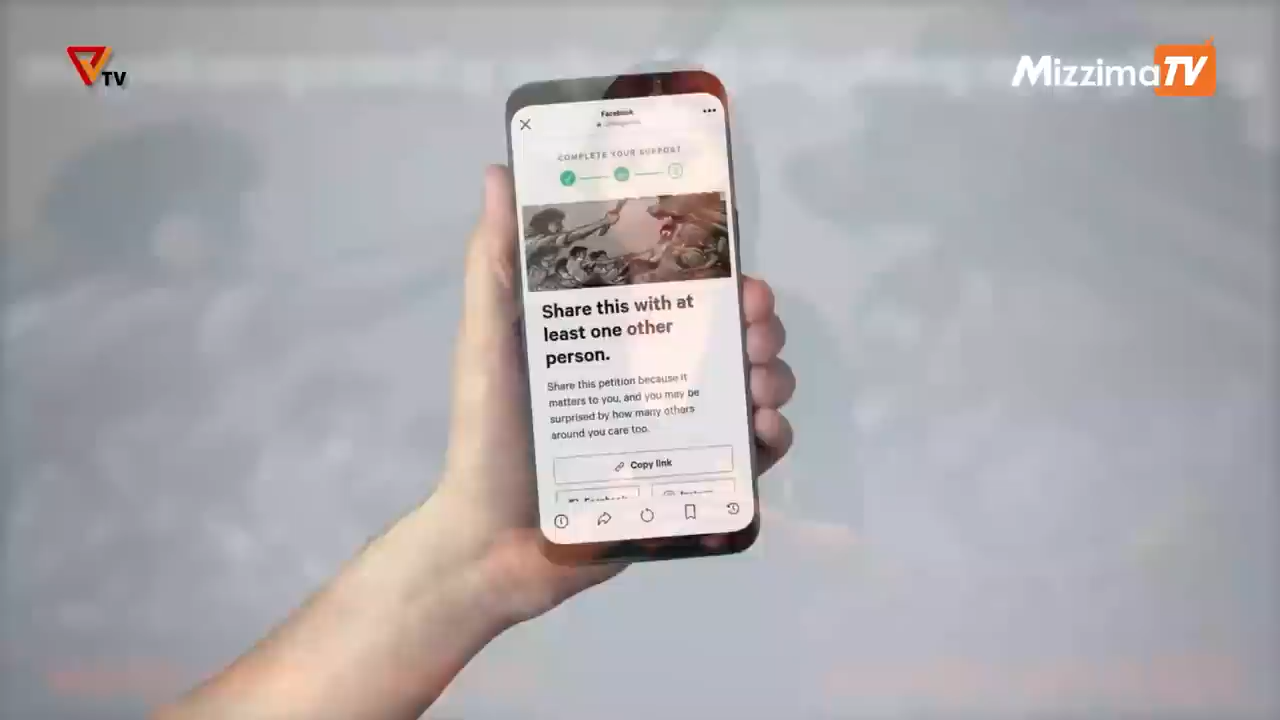 TV
MizzimaTV
Facebook
COMPLETE YOUR SUPPORT
Share this with at
least one other
person.
Share this petition because it
matters to you, and you may be
surprised by how many others
around you care too.
Copy link
Facebook